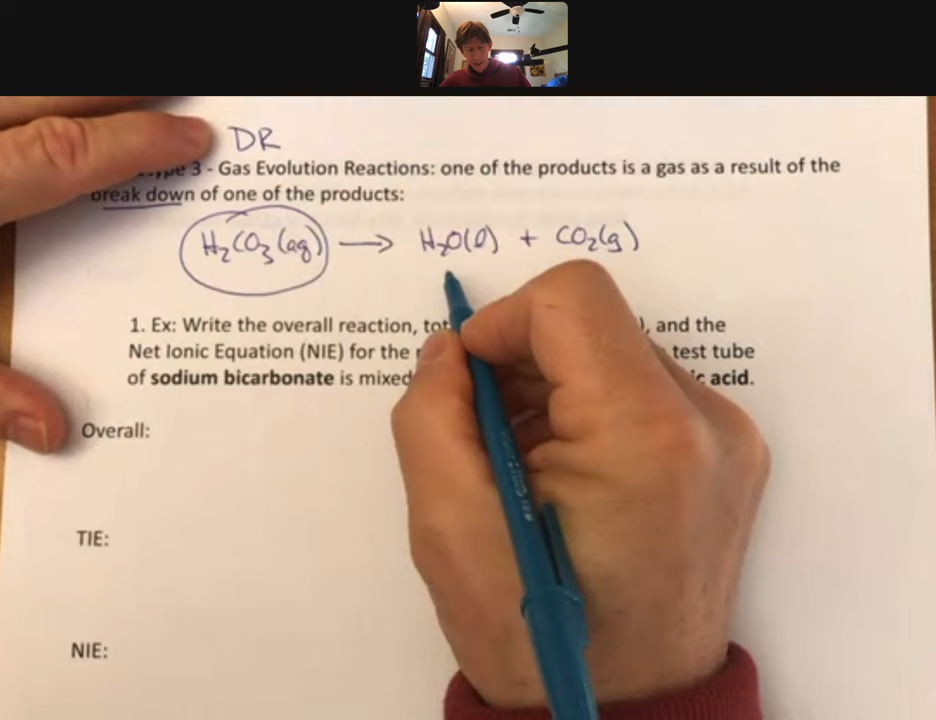 DR
3 - Gas Evolution Reactions: one of the products is a gas as a result of the
break down of one of the products:
H₂CO₃(aq) → H₂O(l) + CO₂(g)
1. Ex: Write the overall reaction, and the
Net Ionic Equation (NIE) for the test tube
of sodium bicarbonate is mixed acid.
Overall:
TIE:
NIE: